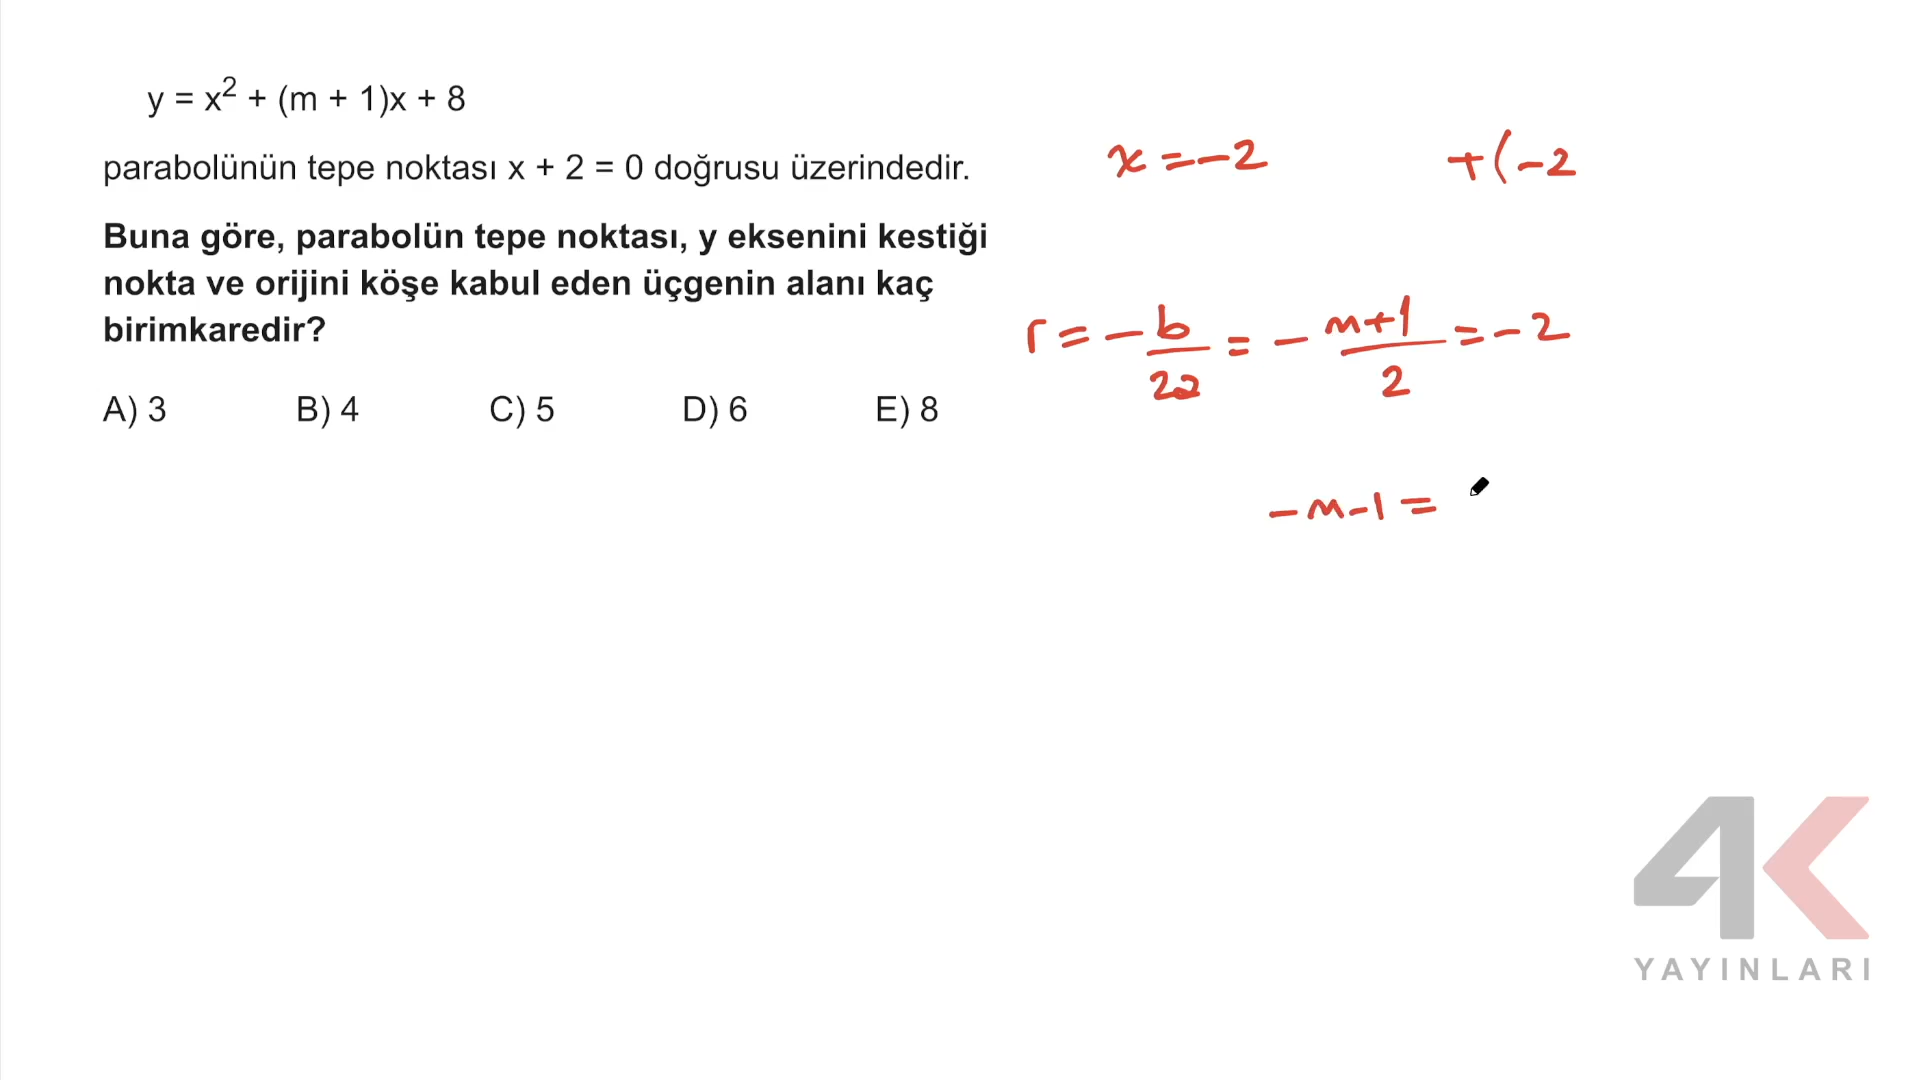 y = x² + (m + 1)x + 8
parabolünün tepe noktası x + 2 = 0 doğrusu üzerindedir.
Buna göre, parabolün tepe noktası, y eksenini kestiği
nokta ve orijini köşe kabul eden üçgenin alanı kaç
birimkaredir?
A) 3 B) 4 C) 5 D) 6 E) 8
x = -2 +(-2
r = -b/2a = -m+1/2 = -2
-m-1 =
4K
YAYINLARI